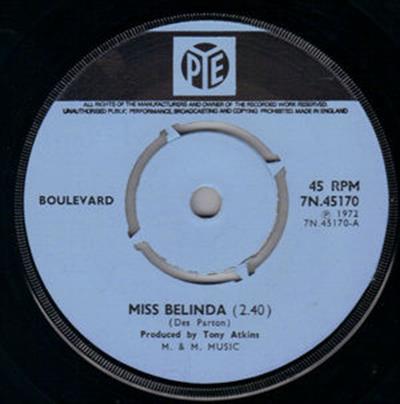 PYE
ALL RIGHTS OF THE MANUFACTURERS AND OWNER OF THE RECORDED WORK RESERVED.
UNAUTHORISED PUBLIC PERFORMANCE, BROADCASTING AND COPYING PROHIBITED. MADE IN ENGLAND
BOULEVARD
45 RPM
7N.45170
℗ 1972
7N.45170-A
MISS BELINDA (2.40)
(Des Parton)
Produced by Tony Atkins
M. & M. MUSIC